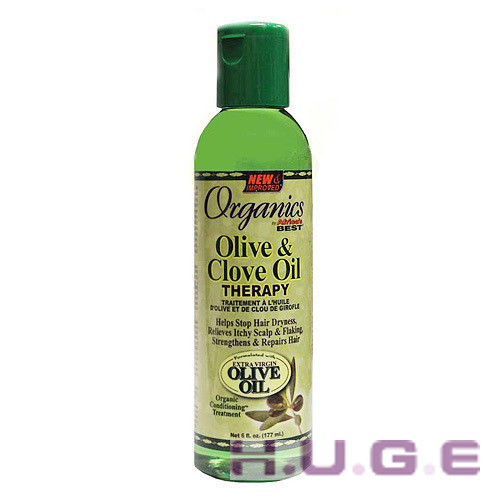 NEW &
IMPROVED
Organics
by Africa's
BEST
Olive &
Clove Oil
THERAPY
TRAITEMENT À L'HUILE
D'OLIVE ET DE CLOU DE GIROFLE
Helps Stop Hair Dryness,
Relieves Itchy Scalp & Flaking,
Strengthens & Repairs Hair
Formulated with
EXTRA VIRGIN
OLIVE
OIL
Organic
Conditioning
Treatment
Net 6 fl. oz. (177 mL)
H.U.G.E